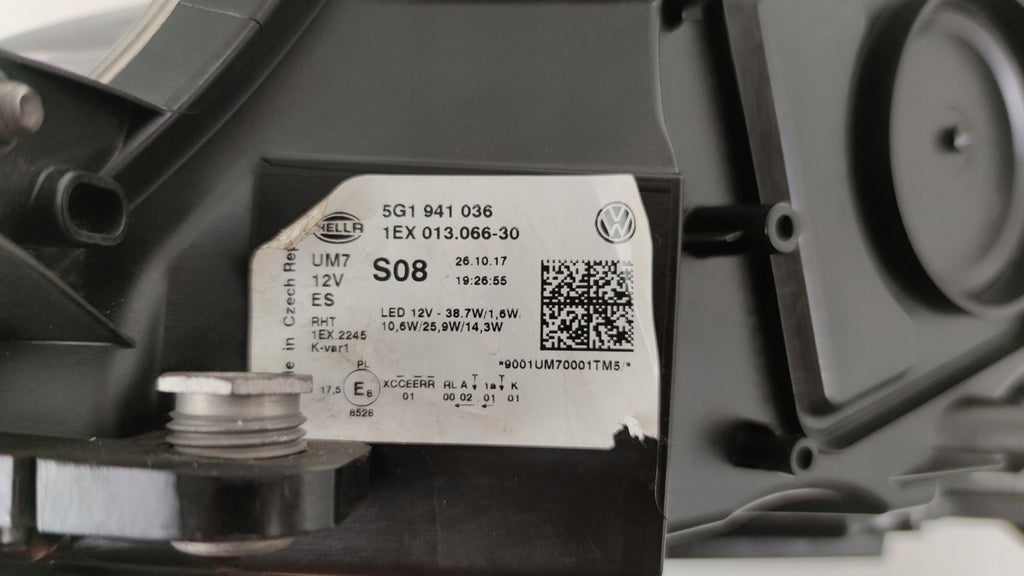 HELLA
5G1 941 036
1EX 013.066-30
UM7
12V
ES
S08
26.10.17
19:26:55
RHT
1EX.2245
K-var1
LED 12V - 38.7W/1,6W
10,6W/25,9W/14,3W
*9001UM70001TM5/*
e in Czech Re
PL
17,5 E8 XCCEERR RL A 1a K
01 00 02 01 01
8528